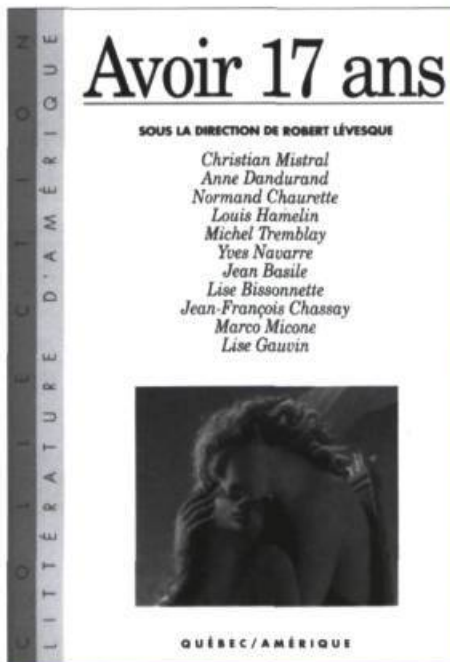 COLLECTION
LITTÉRATURE D'AMÉRIQUE
Avoir 17 ans
SOUS LA DIRECTION DE ROBERT LÉVESQUE
Christian Mistral
Anne Dandurand
Normand Chaurette
Louis Hamelin
Michel Tremblay
Yves Navarre
Jean Basile
Lise Bissonnette
Jean-François Chassay
Marco Micone
Lise Gauvin
QUÉBEC/AMÉRIQUE